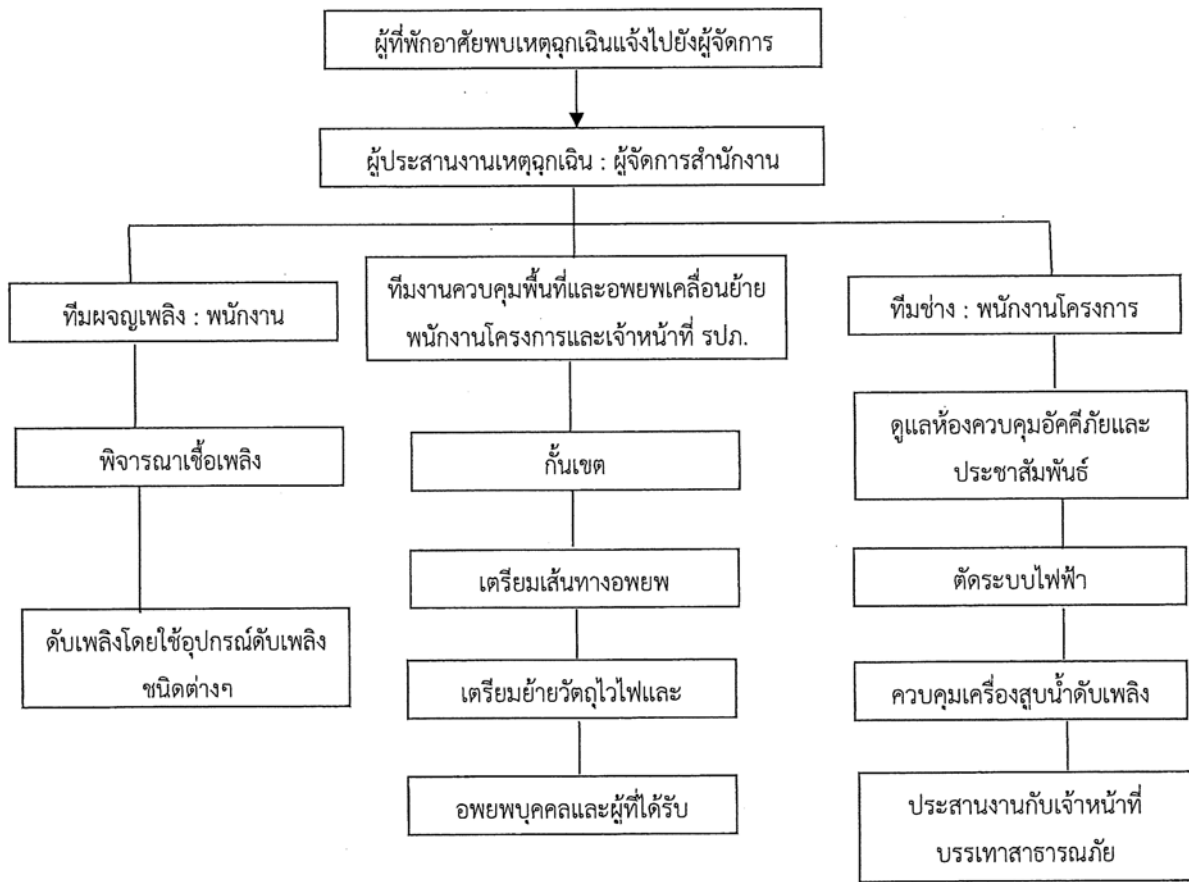 ผู้ที่พักอาศัยพบเหตุฉุกเฉินแจ้งไปยังผู้จัดการ
ผู้ประสานงานเหตุฉุกเฉิน : ผู้จัดการสำนักงาน
ทีมผจญเพลิง : พนักงาน
พิจารณาเชื้อเพลิง
ดับเพลิงโดยใช้อุปกรณ์ดับเพลิง
ชนิดต่างๆ
ทีมงานควบคุมพื้นที่และอพยพเคลื่อนย้าย
พนักงานโครงการและเจ้าหน้าที่ รปภ.
กั้นเขต
เตรียมเส้นทางอพยพ
เตรียมย้ายวัตถุไวไฟและ
อพยพบุคคลและผู้ที่ได้รับ
ทีมช่าง : พนักงานโครงการ
ดูแลห้องควบคุมอัคคีภัยและ
ประชาสัมพันธ์
ตัดระบบไฟฟ้า
ควบคุมเครื่องสูบน้ำดับเพลิง
ประสานงานกับเจ้าหน้าที่
บรรเทาสาธารณภัย